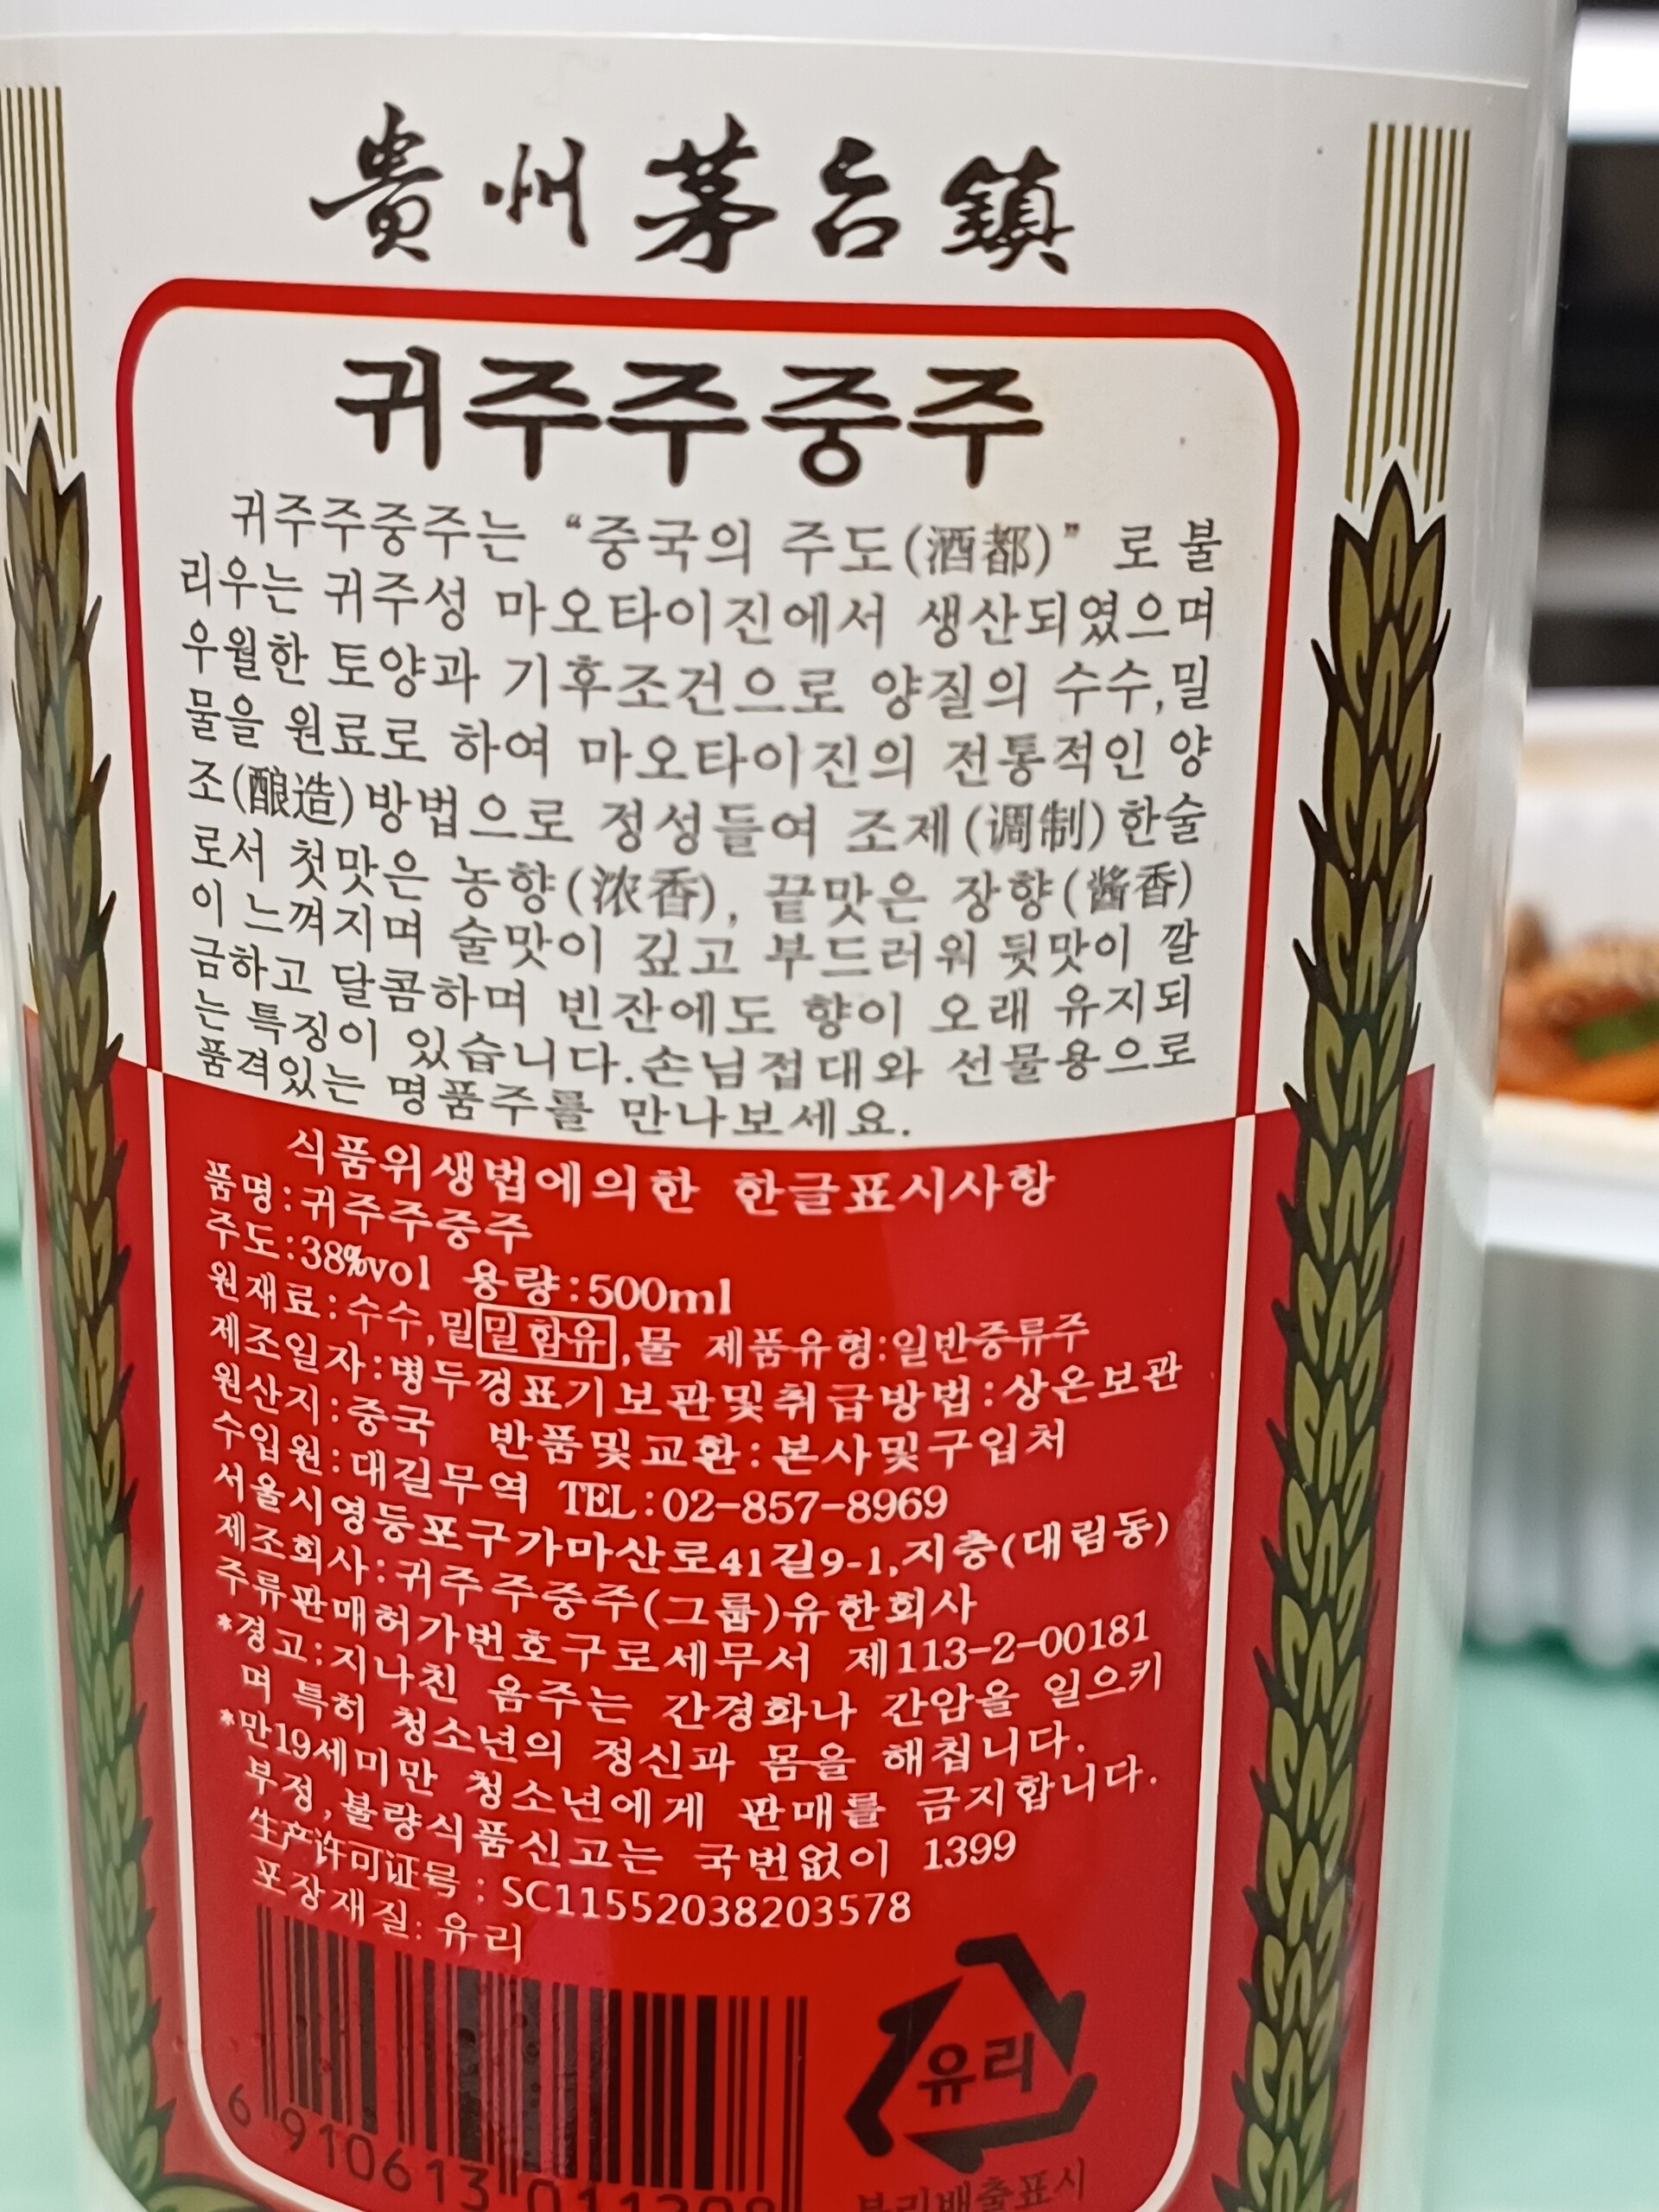 貴州茅台鎮
귀주주중주
귀주주중주는 “중국의 주도(酒都)” 로 불
리우는 귀주성 마오타이진에서 생산되였으며
우월한 토양과 기후조건으로 양질의 수수,밀
물을 원료로 하여 마오타이진의 전통적인 양
조(酿造)방법으로 정성들여 조제(调制)한술
로서 첫맛은 농향(浓香), 끝맛은 장향(酱香)
이 느껴지며 술맛이 깊고 부드러워 뒷맛이 깔
금하고 달콤하며 빈잔에도 향이 오래 유지되
는 특징이 있습니다.손님접대와 선물용으로
품격있는 명품주를 만나보세요.
식품위생법에의한 한글표시사항
품명:귀주주중주
주도:38%vol 용량:500ml
원재료:수수,밀 밀 함유,물 제품유형:일반증류주
제조일자:병두껑표기 보관및취급방법:상온보관
원산지:중국 반품및교환:본사및구입처
수입원:대길무역 TEL:02-857-8969
서울시영등포구가마산로41길9-1,지층(대림동)
제조회사:귀주주중주(그룹)유한회사
주류판매허가번호구로세무서 제113-2-00181
*경고:지나친 음주는 간경화나 간암을 일으키
며 특히 청소년의 정신과 몸을 해칩니다.
*만19세미만 청소년에게 판매를 금지합니다.
부정,불량식품신고는 국번없이 1399
生产许可证号：SC11552038203578
포장재질: 유리
유리
6 910613 011208
분리배출표시